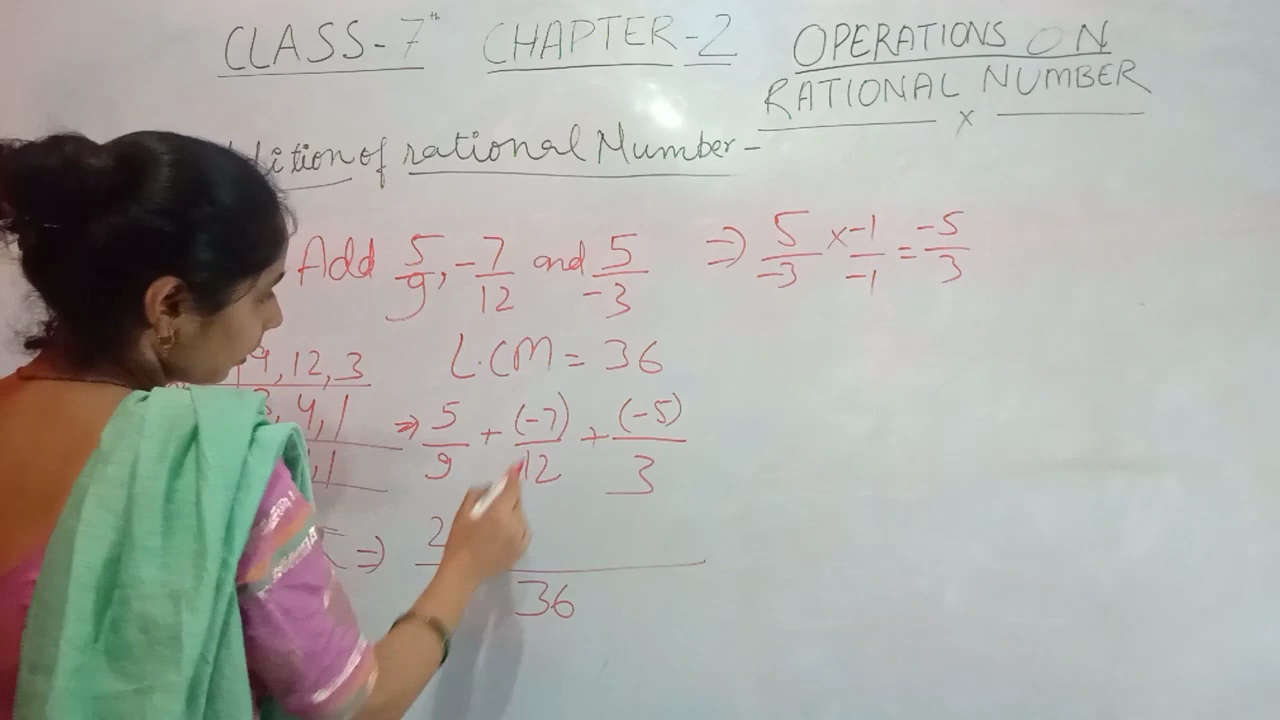 CLASS-7th CHAPTER-2 OPERATIONS ON
RATIONAL NUMBER
x
dition of rational Number-
Add 5/9, -7/12 and 5/-3 ⇒ 5/-3 x -1/-1 = -5/3
L.CM = 36
9, 12, 3
3, 4, 1
, 1
⇒ 5/9 + (-7)/12 + (-5)/3
⇒ 2 /36